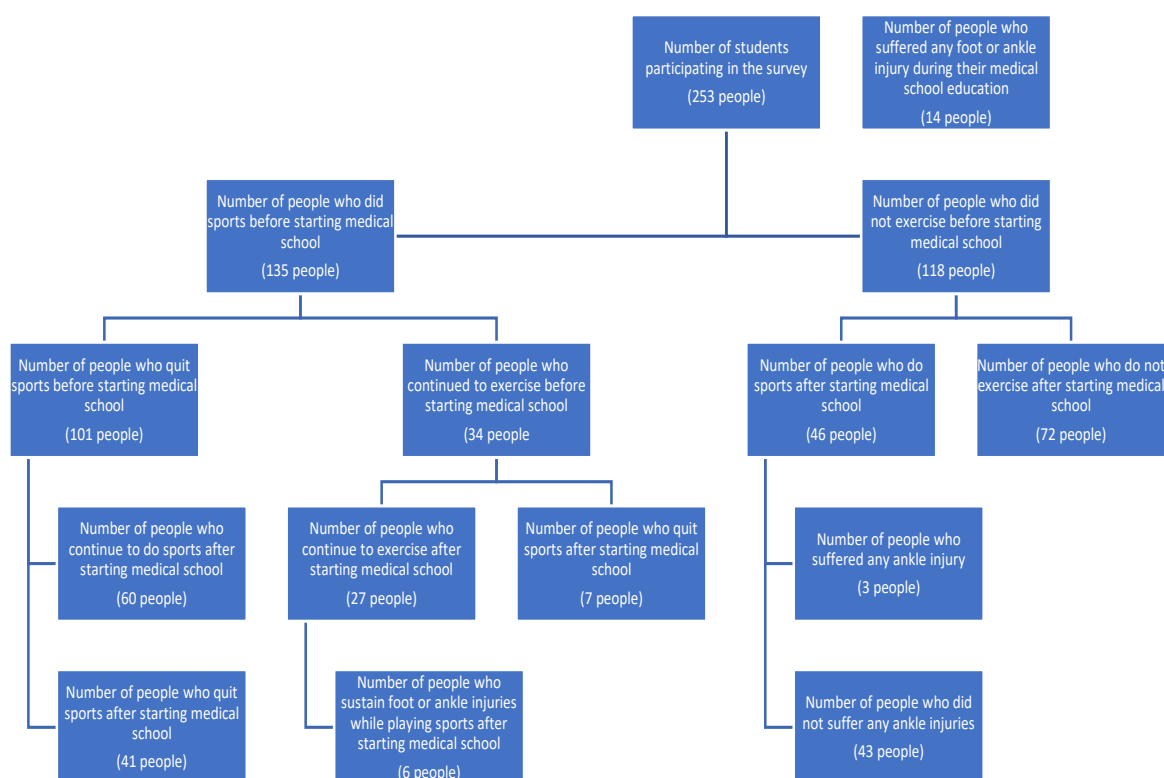 Number of students
participating in the survey
(253 people)
Number of people who
suffered any foot or ankle
injury during their medical
school education
(14 people)
Number of people who did
sports before starting medical
school
(135 people)
Number of people who did
not exercise before starting
medical school
(118 people)
Number of people who quit
sports before starting medical
school
(101 people)
Number of people who
continued to exercise before
starting medical school
(34 people
Number of people who do
sports after starting medical
school
(46 people)
Number of people who do not
exercise after starting medical
school
(72 people)
Number of people who
continue to do sports after
starting medical school
(60 people)
Number of people who
continue to exercise after
starting medical school
(27 people)
Number of people who quit
sports after starting medical
school
(7 people)
Number of people who
suffered any ankle injury
(3 people)
Number of people who quit
sports after starting medical
school
(41 people)
Number of people who
sustain foot or ankle injuries
while playing sports after
starting medical school
(6 people)
Number of people who did
not suffer any ankle injuries
(43 people)